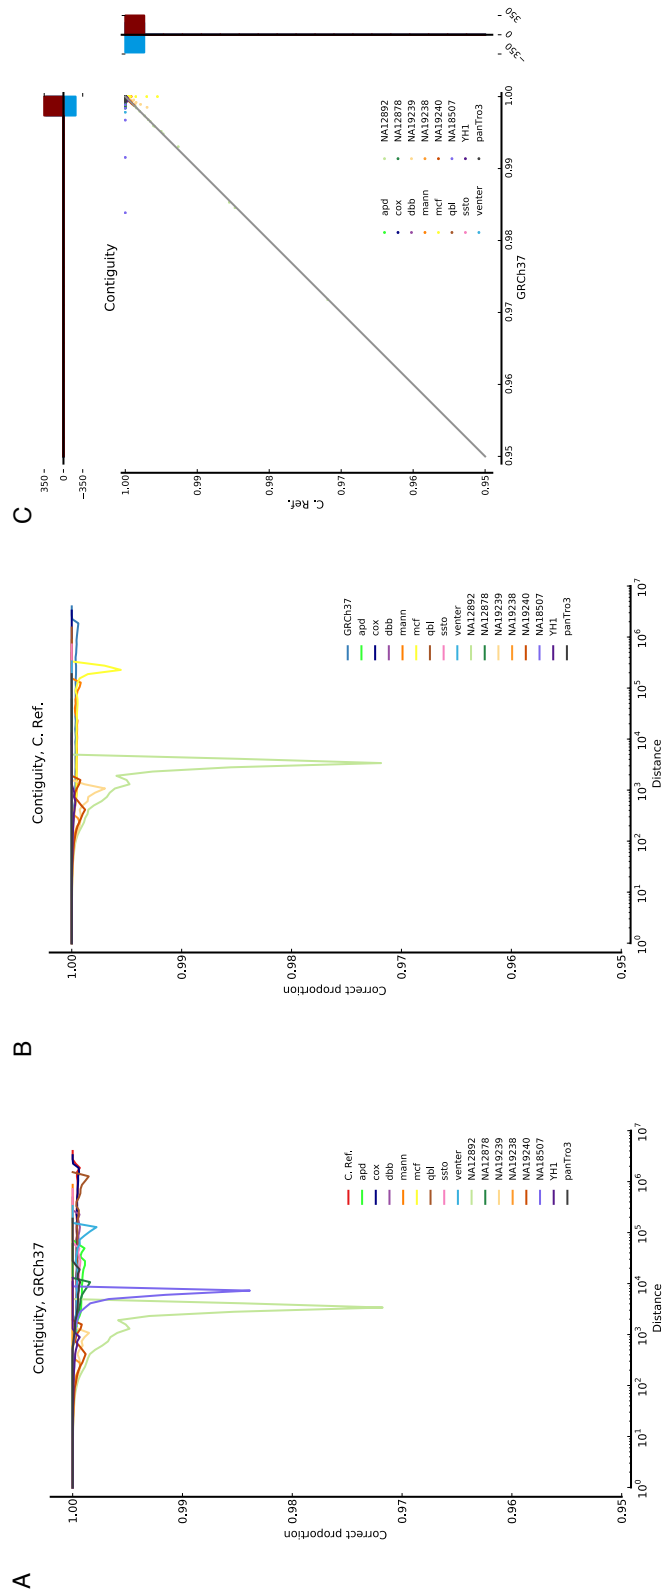 A
Contiguity, GRCh37
Correct proportion
1.00
0.99
0.98
0.97
0.96
0.95
10^0
10^1
10^2
10^3
10^4
10^5
10^6
10^7
Distance
C. Ref.
apd
cox
dbb
mann
mcf
qbl
ssto
venter
NA12892
NA12878
NA19239
NA19238
NA19240
NA18507
YH1
panTro3
B
Contiguity, C. Ref.
Correct proportion
1.00
0.99
0.98
0.97
0.96
0.95
10^0
10^1
10^2
10^3
10^4
10^5
10^6
10^7
Distance
GRCh37
apd
cox
dbb
mann
mcf
qbl
ssto
venter
NA12892
NA12878
NA19239
NA19238
NA19240
NA18507
YH1
panTro3
C
350
0
−350
Contiguity
C. Ref.
1.00
0.99
0.98
0.97
0.96
0.95
0.95
0.96
0.97
0.98
0.99
1.00
GRCh37
apd
cox
dbb
mann
mcf
qbl
ssto
venter
NA12892
NA12878
NA19239
NA19238
NA19240
NA18507
YH1
panTro3
−350
0
350